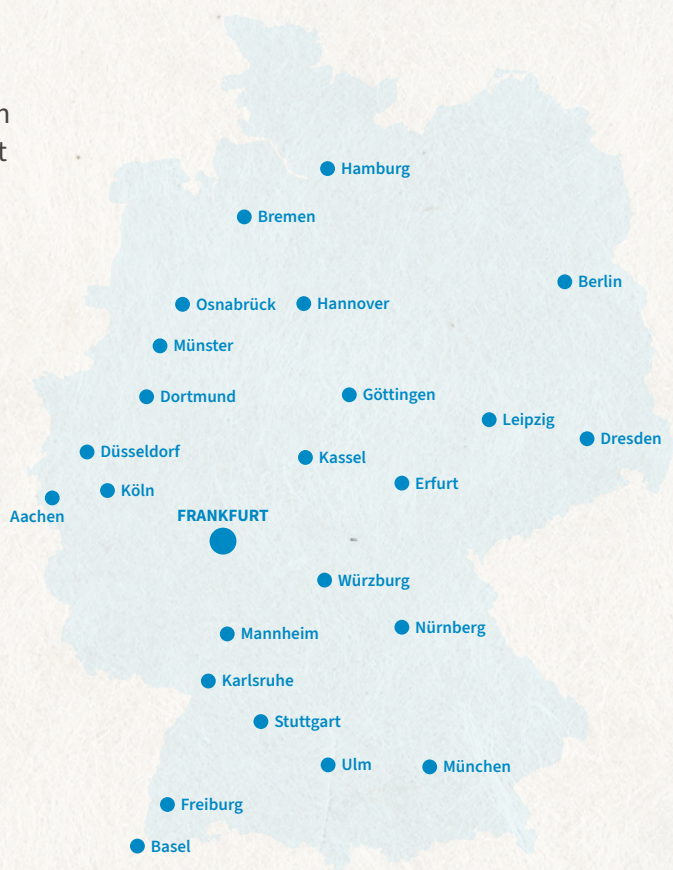 n
t
Hamburg
Bremen
Berlin
Osnabrück
Hannover
Münster
Dortmund
Göttingen
Leipzig
Dresden
Düsseldorf
Kassel
Erfurt
Köln
Aachen
FRANKFURT
Würzburg
Nürnberg
Mannheim
Karlsruhe
Stuttgart
Ulm
München
Freiburg
Basel